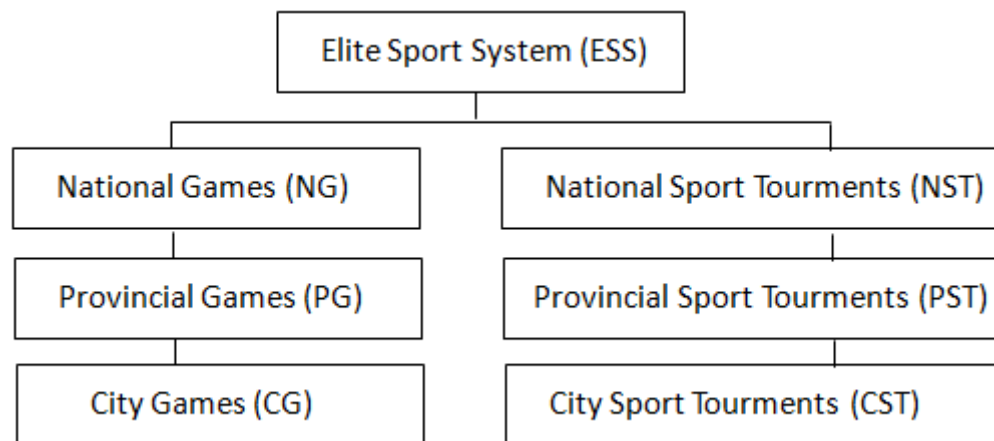 Elite Sport System (ESS)
National Games (NG)
National Sport Tourments (NST)
Provincial Games (PG)
Provincial Sport Tourments (PST)
City Games (CG)
City Sport Tourments (CST)